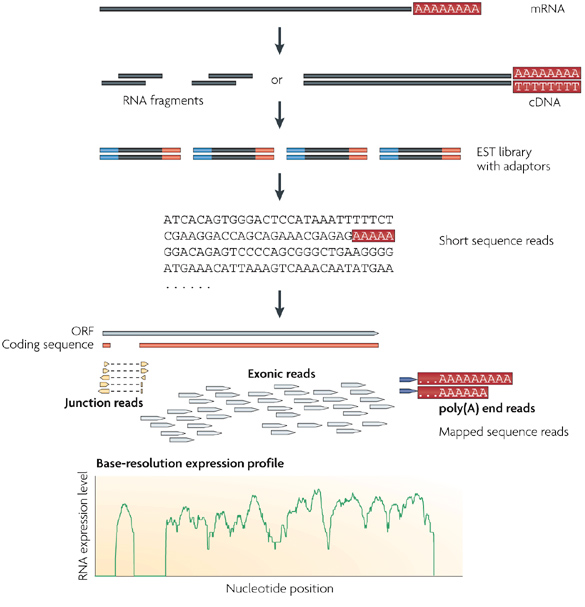 AAAAAAAA
mRNA
AAAAAAAA
TTTTTTTT
RNA fragments
or
cDNA
EST library
with adaptors
ATCACAGTGGGACTCCATAAATTTTTCT
CGAAGGACCAGCAGAAACGAGAGAAAAA
GGACAGAGTCCCCAGCGGGCTGAAGGGG
ATGAAACATTAAAGTCAAACAATATGAA
......
Short sequence reads
ORF
Coding sequence
Junction reads
Exonic reads
...AAAAAAAAA
...AAAAAA
poly(A) end reads
Mapped sequence reads
Base-resolution expression profile
RNA expression level
Nucleotide position